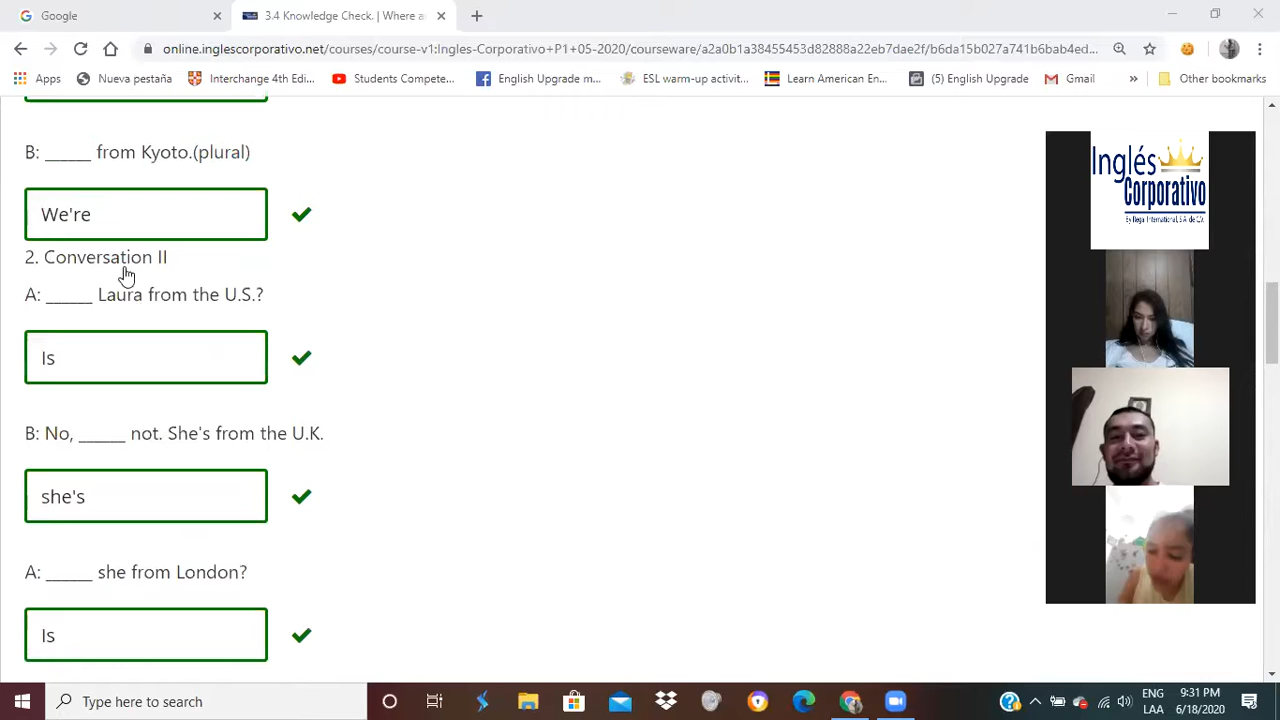 Google
3.4 Knowledge Check. | Where a
online.inglescorporativo.net/courses/course-v1:Ingles-Corporativo+P1+05-2020/courseware/a2a0b1a38455453d82888a22eb7dae2f/b6da15b027a741b6bab4ed...
Apps
Nueva pestaña
Interchange 4th Edi...
Students Compete...
English Upgrade m...
ESL warm-up activit...
Learn American En...
(5) English Upgrade
Gmail
»
Other bookmarks
B: _____ from Kyoto.(plural)
We're
2. Conversation II
A: _____ Laura from the U.S.?
Is
B: No, _____ not. She's from the U.K.
she's
A: _____ she from London?
Is
Inglés
Corporativo
By Regal International, S.A. de C.V.
Type here to search
ENG
LAA
9:31 PM
6/18/2020